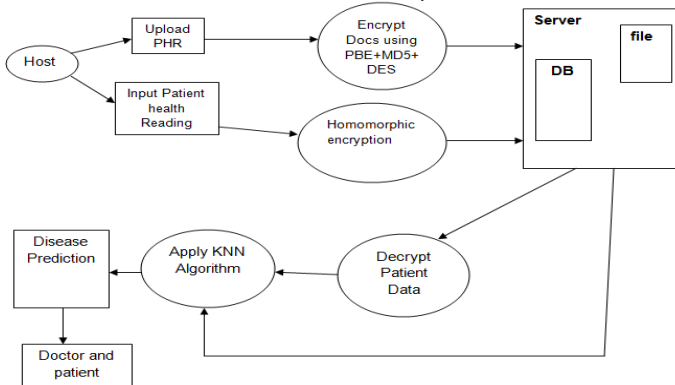 Host
Upload
PHR
Encrypt
Docs using
PBE+MD5+
DES
Server
file
DB
Input Patient
health
Reading
Homomorphic
encryption
Disease
Prediction
Apply KNN
Algorithm
Decrypt
Patient
Data
Doctor and
patient